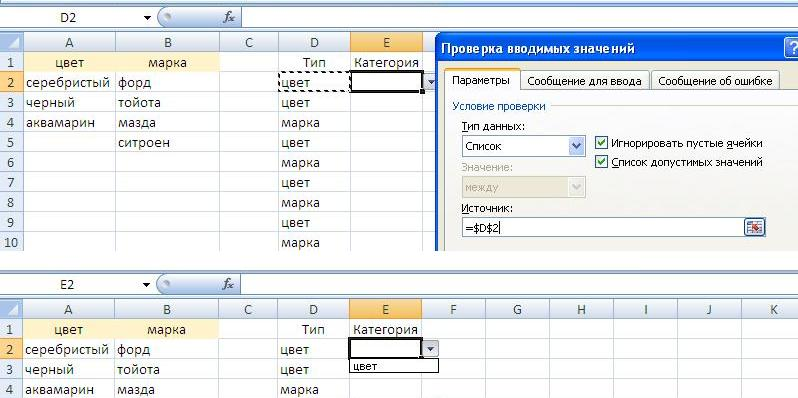 D2 fx
A B C D E
1 цвет марка Тип Категория
2 серебристый форд цвет
3 черный тойота цвет
4 аквамарин мазда марка
5 ситроен цвет
6 марка
7 цвет
8 марка
9 цвет
10 марка
Проверка вводимых значений ?
Параметры Сообщение для ввода Сообщение об ошибке
Условие проверки
Тип данных:
Список Игнорировать пустые ячейки
Список допустимых значений
Значение:
между
Источник:
=$D$2
E2 fx
A B C D E F G H I J K
1 цвет марка Тип Категория
2 серебристый форд цвет
3 черный тойота цвет цвет
4 аквамарин мазда марка